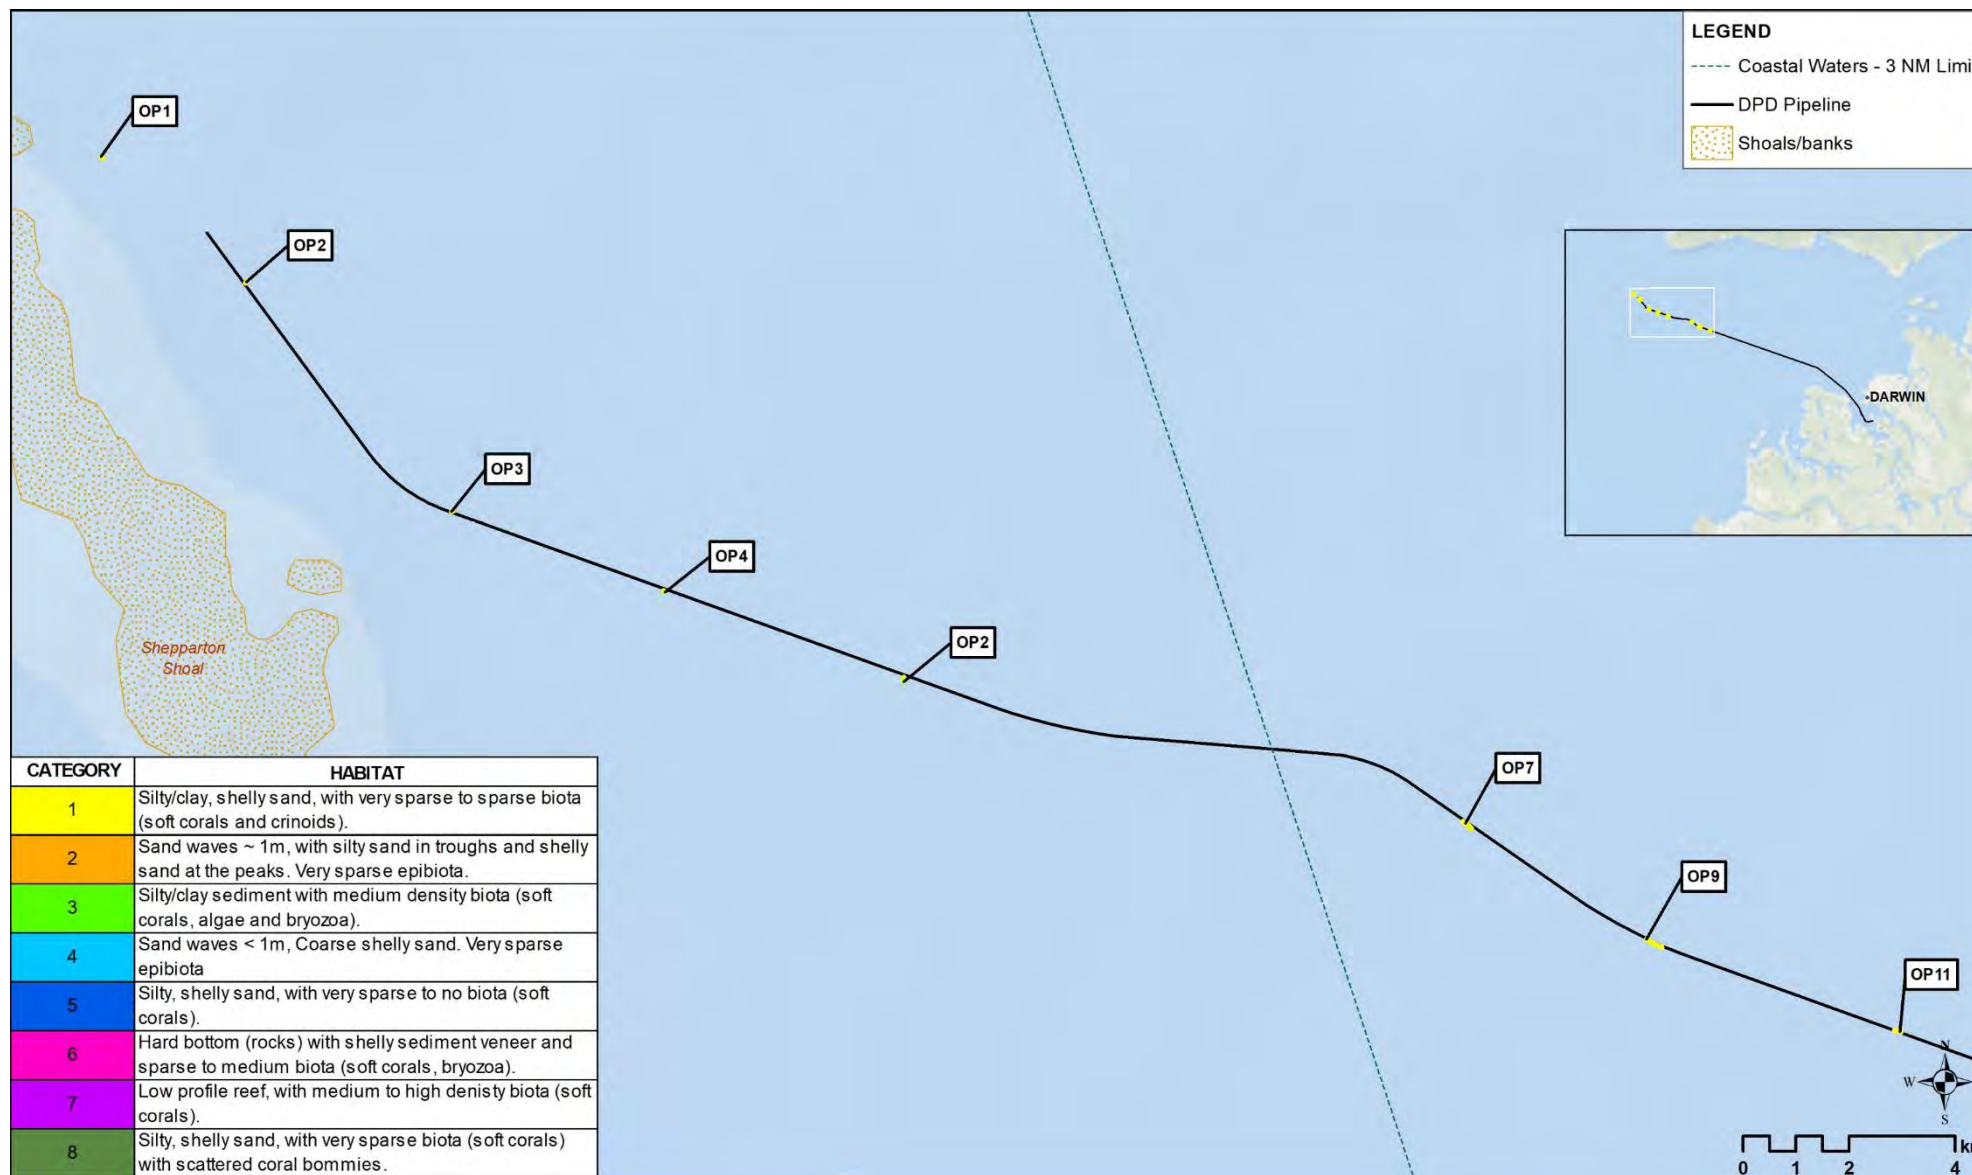 LEGEND
Coastal Waters - 3 NM Limi
DPD Pipeline
Shoals/banks
OP1
OP2
OP3
OP4
OP2
OP7
OP9
OP11
DARWIN
Shepparton
Shoal
CATEGORY HABITAT
1 Silty/clay, shelly sand, with very sparse to sparse biota
(soft corals and crinoids).
2 Sand waves ~ 1m, with silty sand in troughs and shelly
sand at the peaks. Very sparse epibiota.
3 Silty/clay sediment with medium density biota (soft
corals, algae and bryozoa).
4 Sand waves < 1m, Coarse shelly sand. Very sparse
epibiota
5 Silty, shelly sand, with very sparse to no biota (soft
corals).
6 Hard bottom (rocks) with shelly sediment veneer and
sparse to medium biota (soft corals, bryozoa).
7 Low profile reef, with medium to high denisty biota (soft
corals).
8 Silty, shelly sand, with very sparse biota (soft corals)
with scattered coral bommies.
N
W
S
0 1 2 4